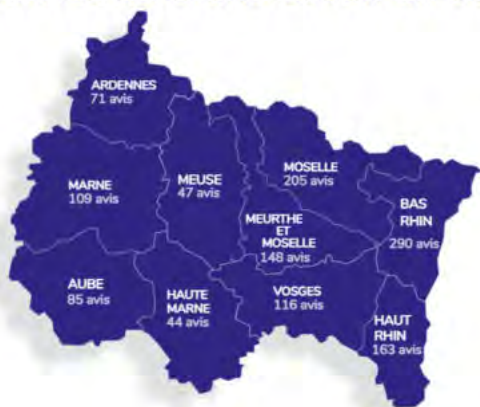 ARDENNES
71 avis
MARNE
109 avis
MEUSE
47 avis
MOSELLE
205 avis
BAS
RHIN
290 avis
MEURTHE
ET
MOSELLE
148 avis
AUBE
85 avis
HAUTE
MARNE
44 avis
VOSGES
116 avis
HAUT
RHIN
163 avis